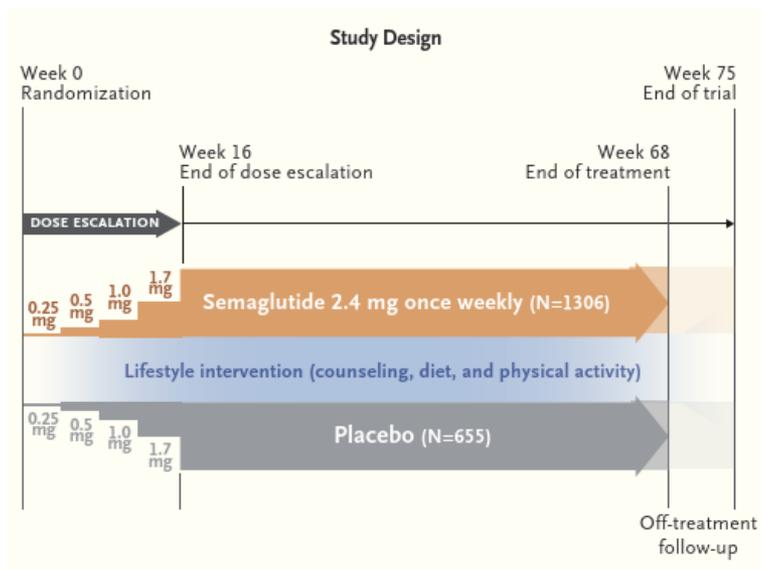 Study Design
Week 0
Randomization
Week 75
End of trial
Week 16
End of dose escalation
Week 68
End of treatment
DOSE ESCALATION
0.25
mg
0.5
mg
1.0
mg
1.7
mg
Semaglutide 2.4 mg once weekly (N=1306)
Lifestyle intervention (counseling, diet, and physical activity)
0.25
mg
0.5
mg
1.0
mg
1.7
mg
Placebo (N=655)
Off-treatment
follow-up